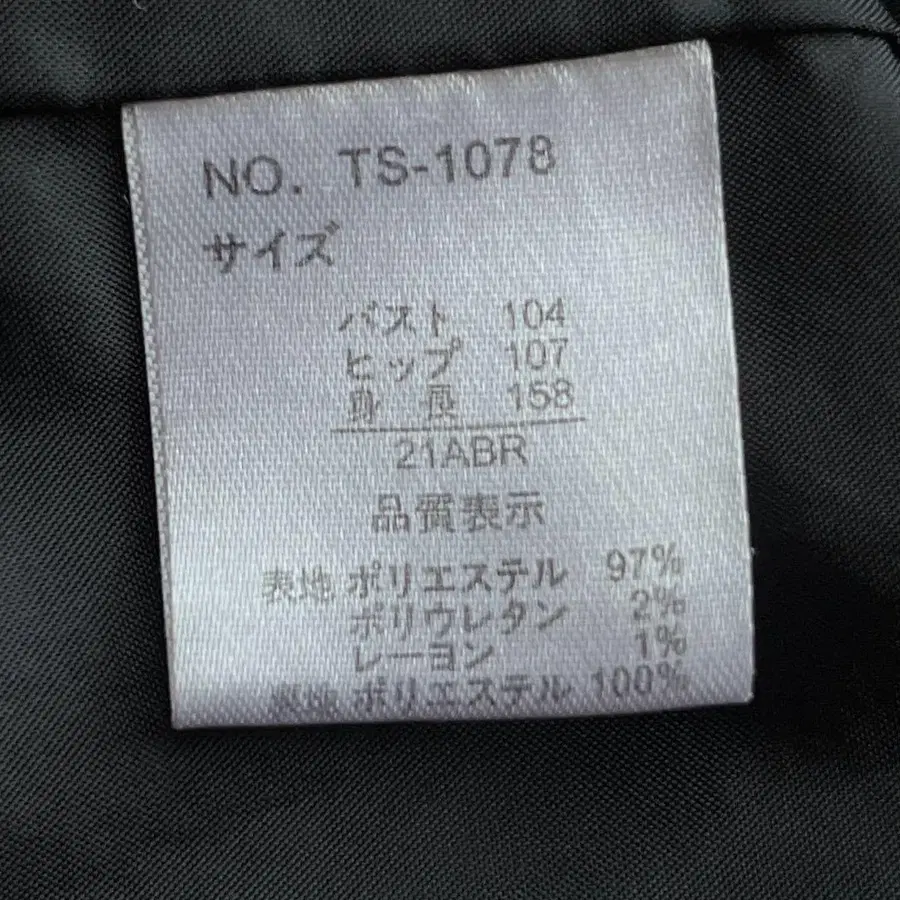 NO. TS-1078
サイズ
バスト 104
ヒップ 107
身長 158
21ABR
品質表示
表地 ポリエステル 97%
ポリウレタン 2%
レーヨン 1%
裏地 ポリエステル 100%